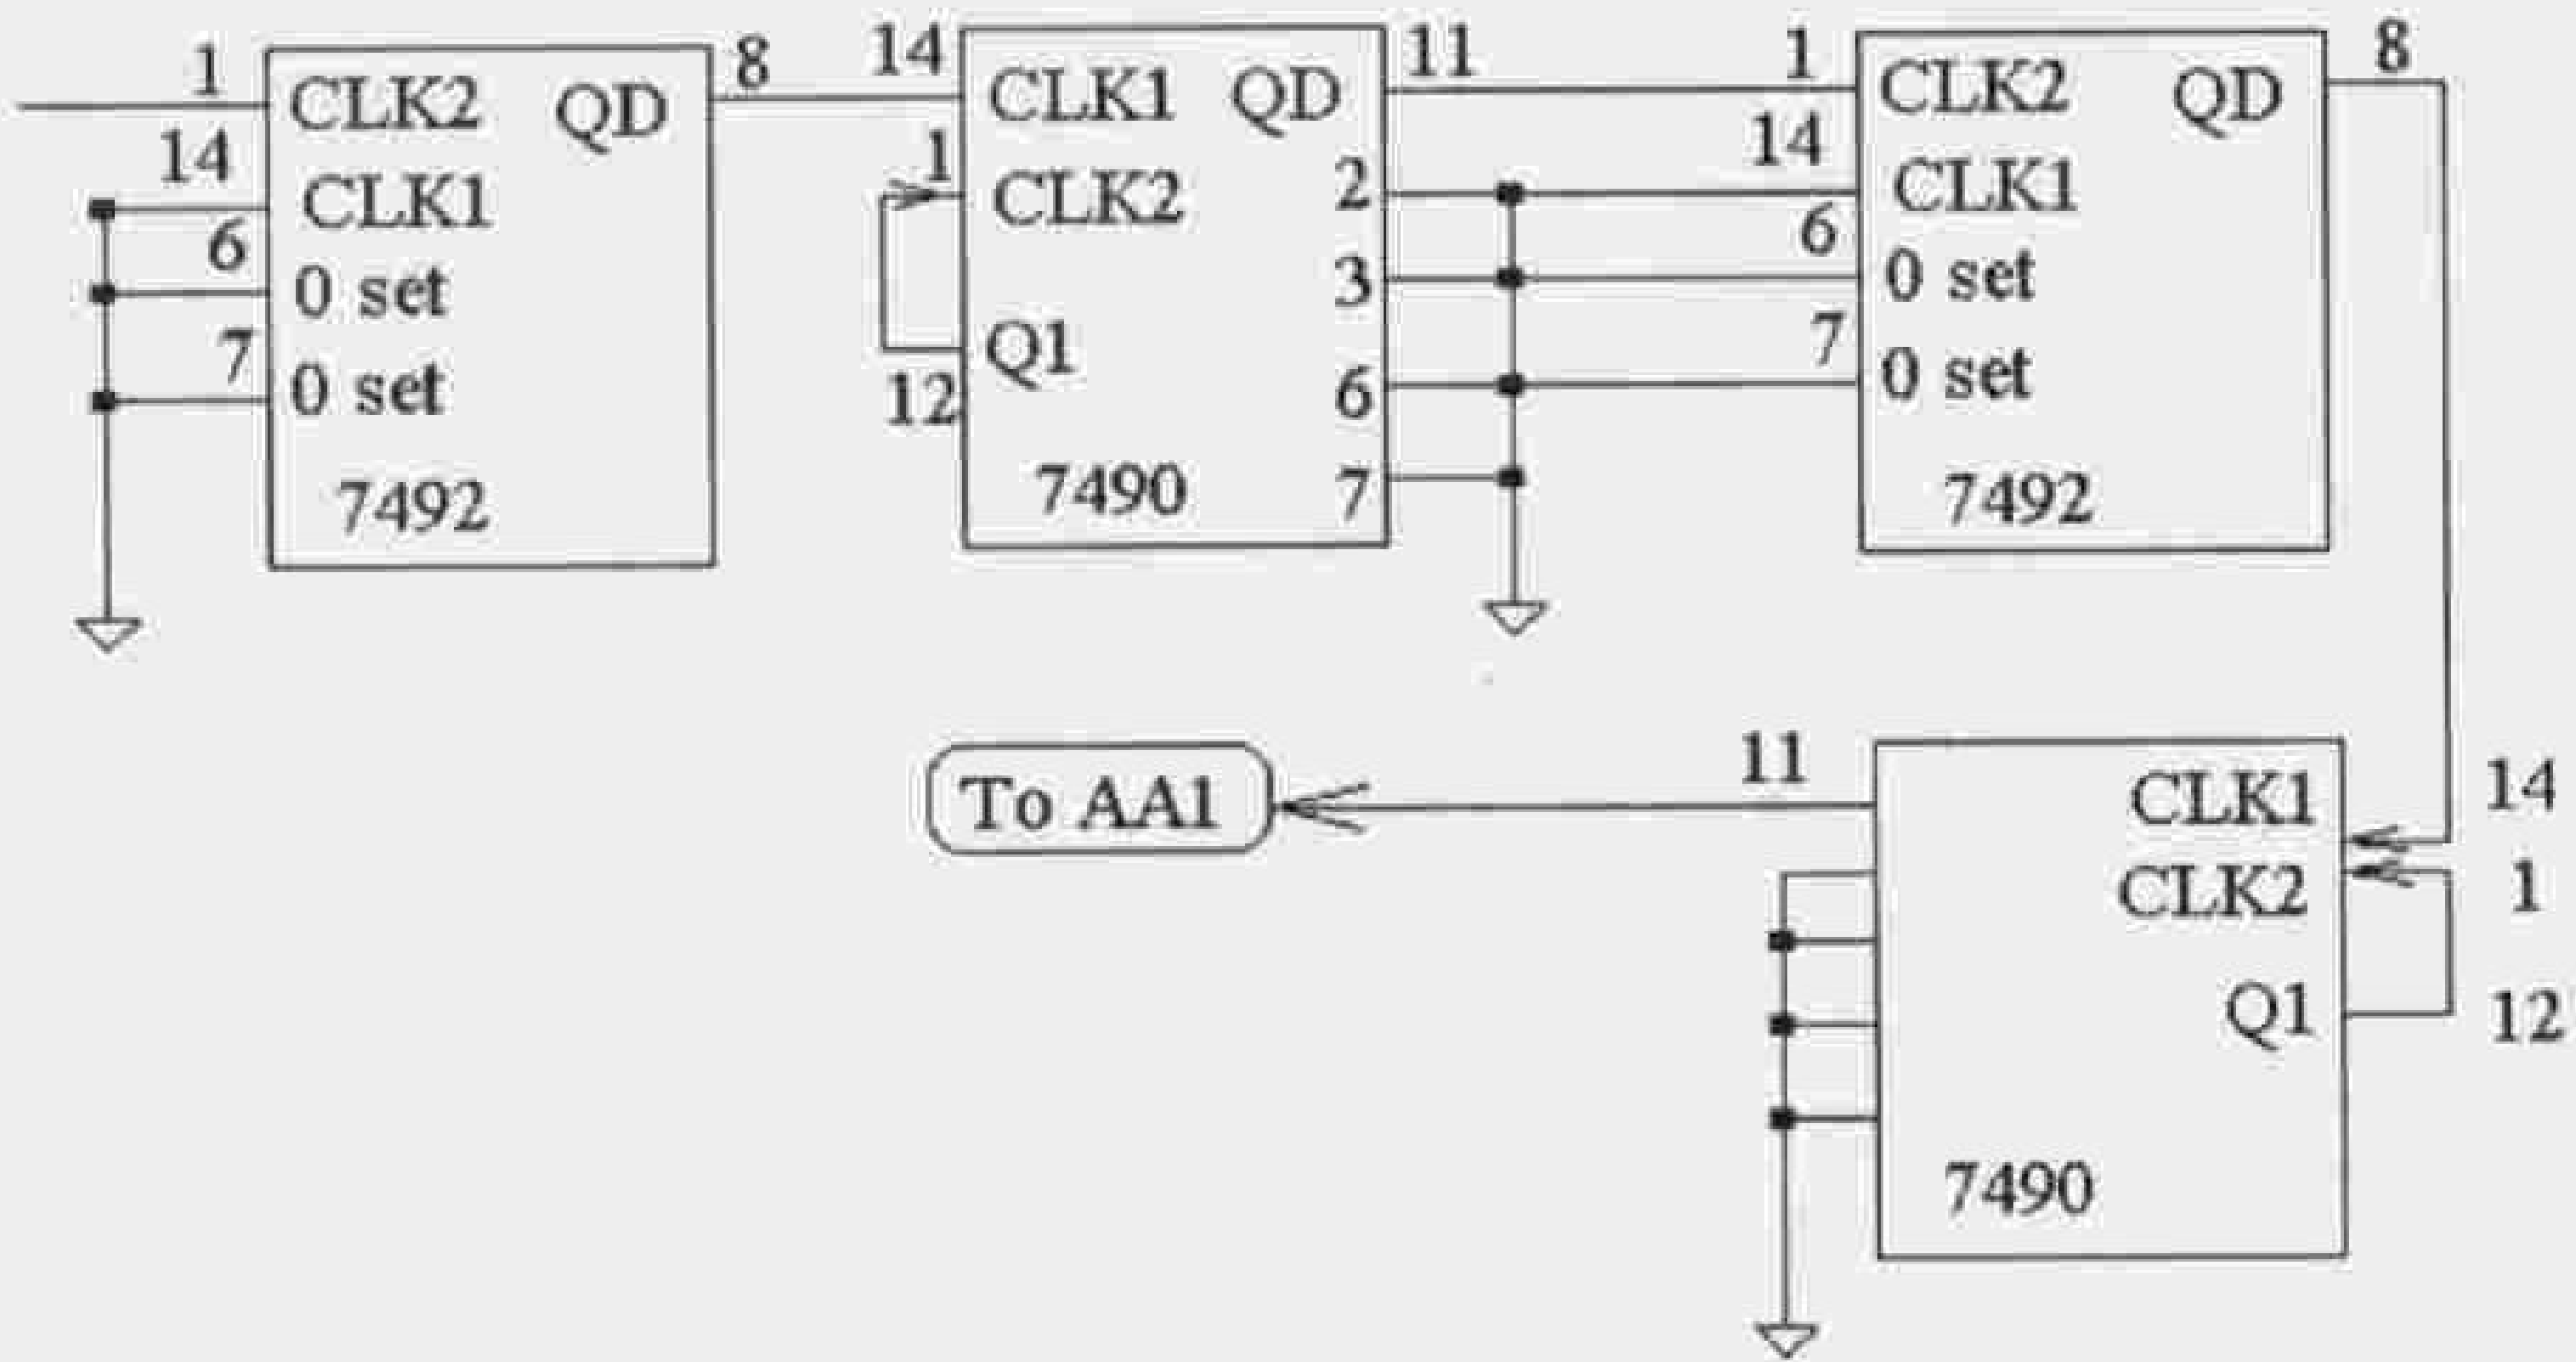 1 CLK2 QD 8
14 CLK1
6 0 set
7 0 set
7492
14 CLK1 QD 11
1 CLK2 2
3
Q1
12 6
7490 7
1 CLK2 QD 8
14 CLK1
6 0 set
7 0 set
7492
To AA1
11 CLK1 14
CLK2 1
Q1 12
7490